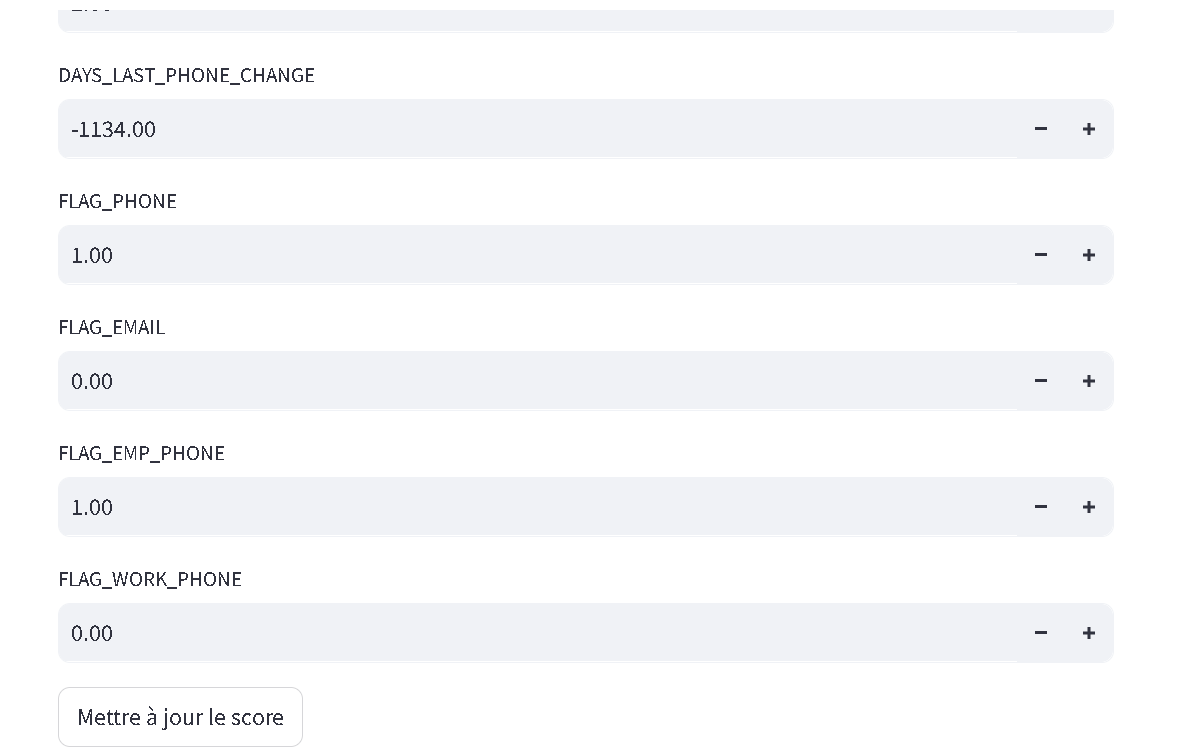 DAYS_LAST_PHONE_CHANGE
-1134.00
FLAG_PHONE
1.00
FLAG_EMAIL
0.00
FLAG_EMP_PHONE
1.00
FLAG_WORK_PHONE
0.00
Mettre à jour le score